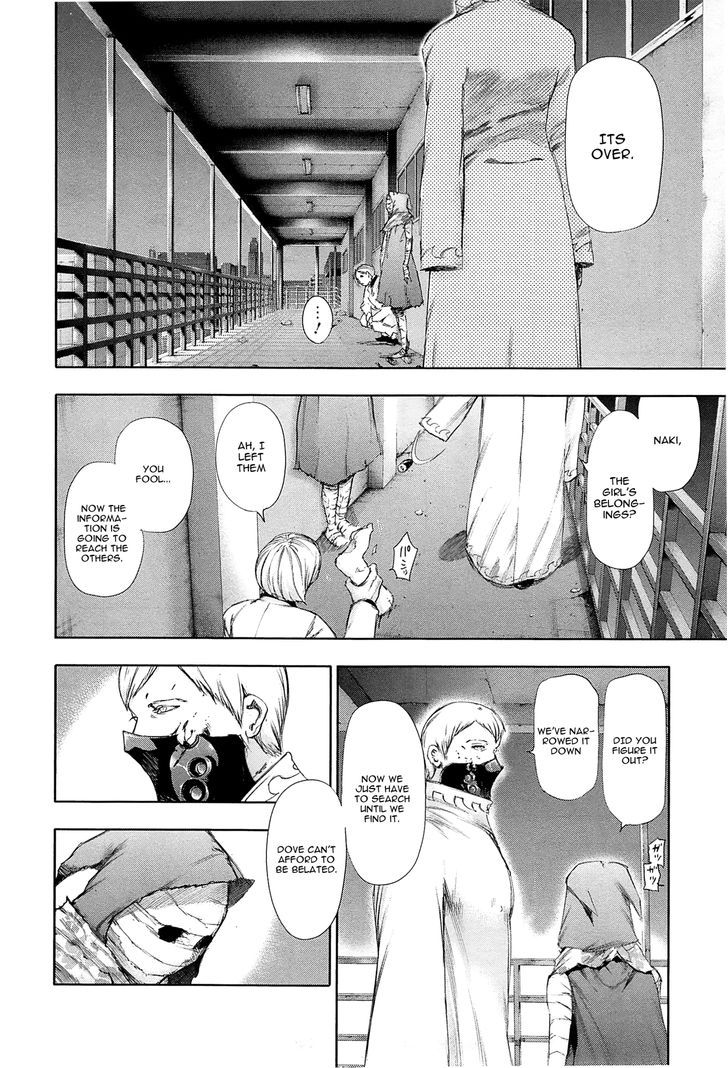 ITS
OVER.
....!
NAKI,
THE
GIRL'S
BELONG-
INGS?
AH, I
LEFT
THEM
YOU
FOOL...
NOW THE
INFORMA-
TION IS
GOING TO
REACH THE
OTHERS.
DID YOU
FIGURE IT
OUT?
WE'VE NAR-
ROWED IT
DOWN
NOW WE
JUST HAVE
TO SEARCH
UNTIL WE
FIND IT.
DOVE CAN'T
AFFORD TO
BE BELATED.